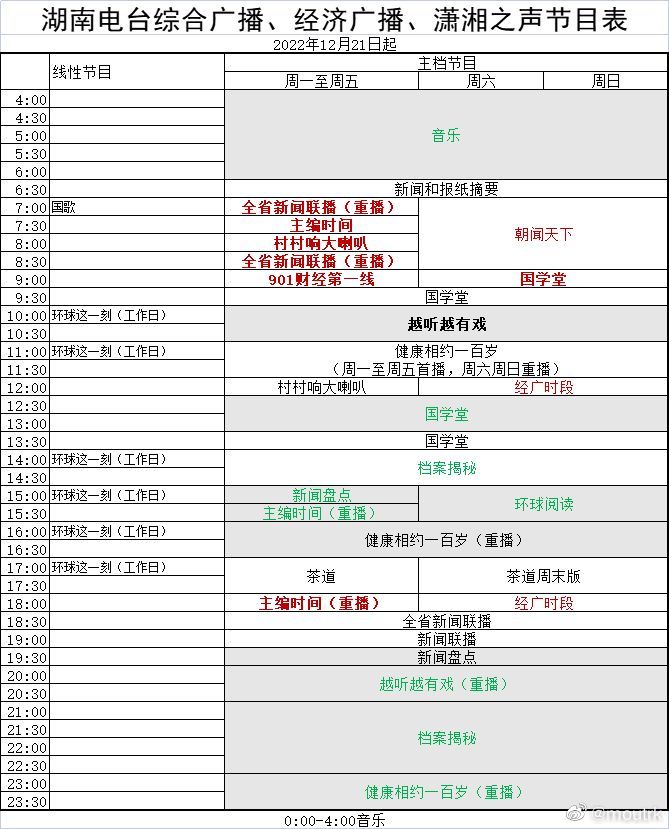 湖南电台综合广播、经济广播、潇湘之声节目表
2022年12月21日起
线性节目
主档节目
周一至周五 周六 周日
4:00
4:30
5:00 音乐
5:30
6:00
6:30 新闻和报纸摘要
7:00 国歌 全省新闻联播（重播）
7:30 主编时间
朝闻天下
8:00 村村响大喇叭
8:30 全省新闻联播（重播）
9:00 901财经第一线 国学堂
9:30 国学堂
10:00 环球这一刻（工作日）
越听越有戏
10:30
11:00 环球这一刻（工作日） 健康相约一百岁
11:30 （周一至周五首播，周六周日重播）
12:00 村村响大喇叭 经广时段
12:30
国学堂
13:00
13:30 国学堂
14:00 环球这一刻（工作日）
档案揭秘
14:30
15:00 环球这一刻（工作日） 新闻盘点
环球阅读
15:30 主编时间（重播）
16:00 环球这一刻（工作日）
健康相约一百岁（重播）
16:30
17:00 环球这一刻（工作日）
茶道 茶道周末版
17:30
18:00 主编时间（重播） 经广时段
18:30 全省新闻联播
19:00 新闻联播
19:30 新闻盘点
20:00
越听越有戏（重播）
20:30
21:00
21:30
档案揭秘
22:00
22:30
23:00
健康相约一百岁（重播）
23:30
0:00-4:00音乐
@moutrk